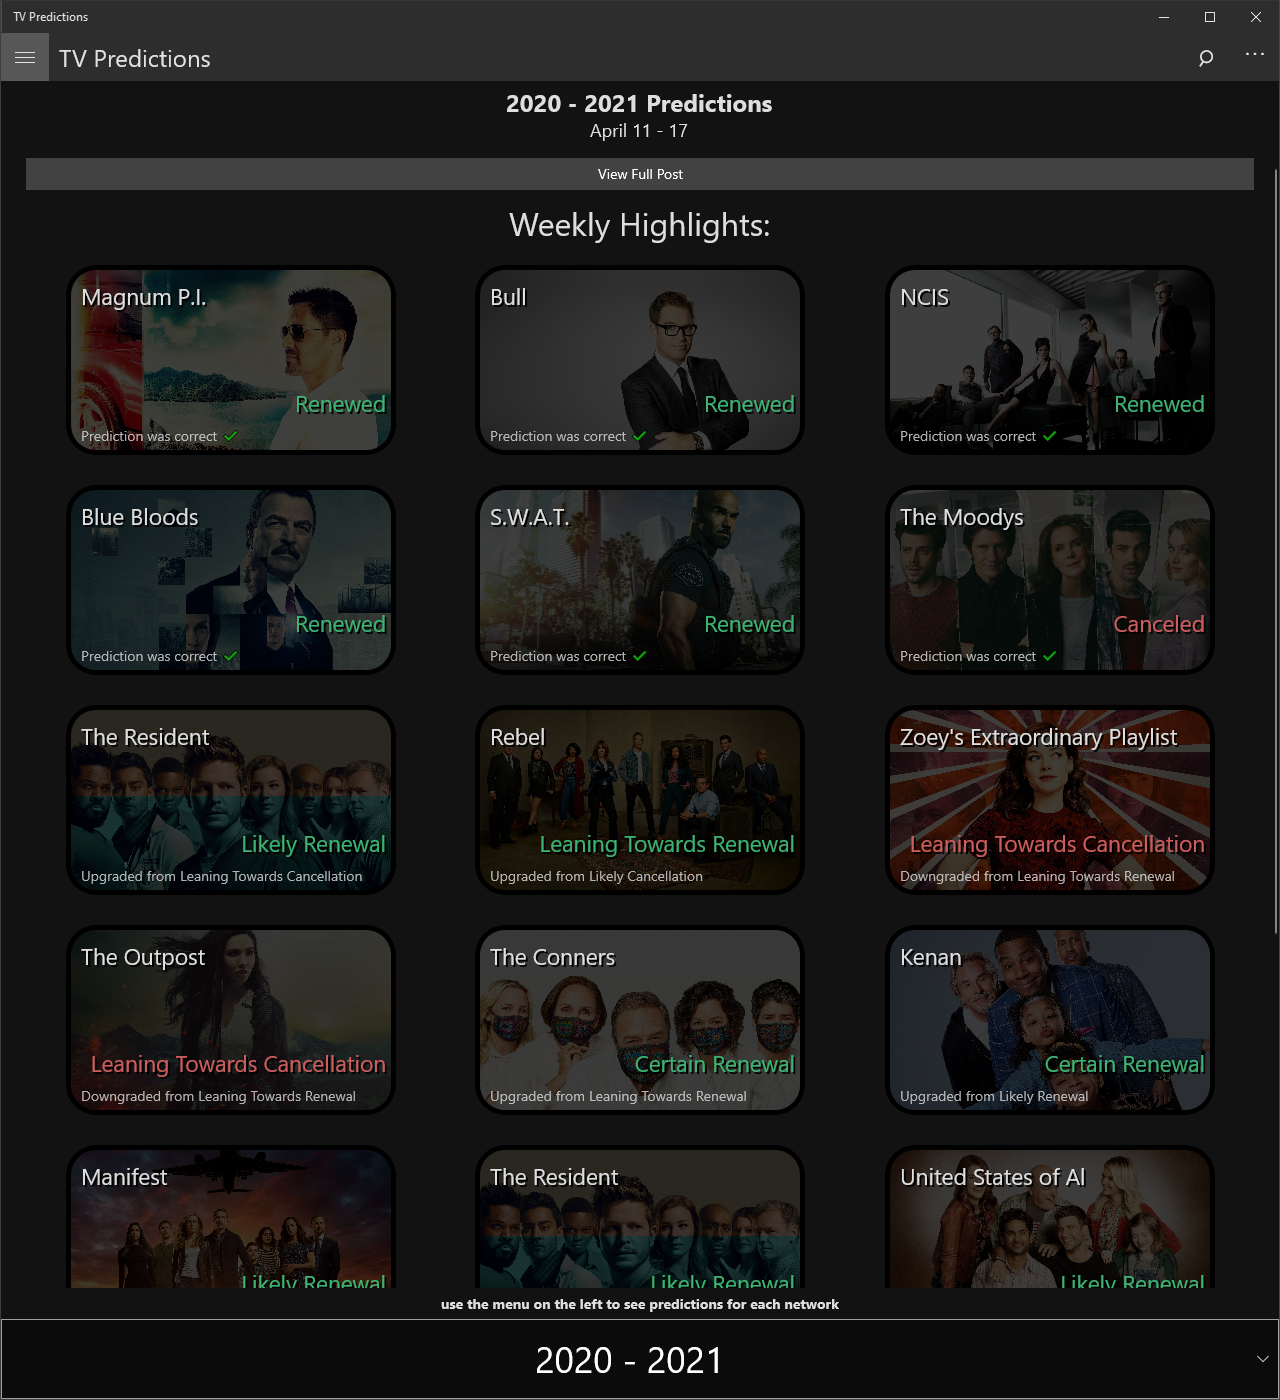 TV Predictions
TV Predictions
2020 - 2021 Predictions
April 11 - 17
View Full Post
Weekly Highlights:
Magnum P.I.
Renewed
Prediction was correct
Bull
Renewed
Prediction was correct
NCIS
Renewed
Prediction was correct
Blue Bloods
Renewed
Prediction was correct
S.W.A.T.
Renewed
Prediction was correct
The Moodys
Canceled
Prediction was correct
The Resident
Likely Renewal
Upgraded from Leaning Towards Cancellation
Rebel
Leaning Towards Renewal
Upgraded from Likely Cancellation
Zoey's Extraordinary Playlist
Leaning Towards Cancellation
Downgraded from Leaning Towards Renewal
The Outpost
Leaning Towards Cancellation
Downgraded from Leaning Towards Renewal
The Conners
Certain Renewal
Upgraded from Leaning Towards Renewal
Kenan
Certain Renewal
Upgraded from Likely Renewal
Manifest
Likely Renewal
The Resident
Likely Renewal
United States of Al
Likely Renewal
use the menu on the left to see predictions for each network
2020 - 2021